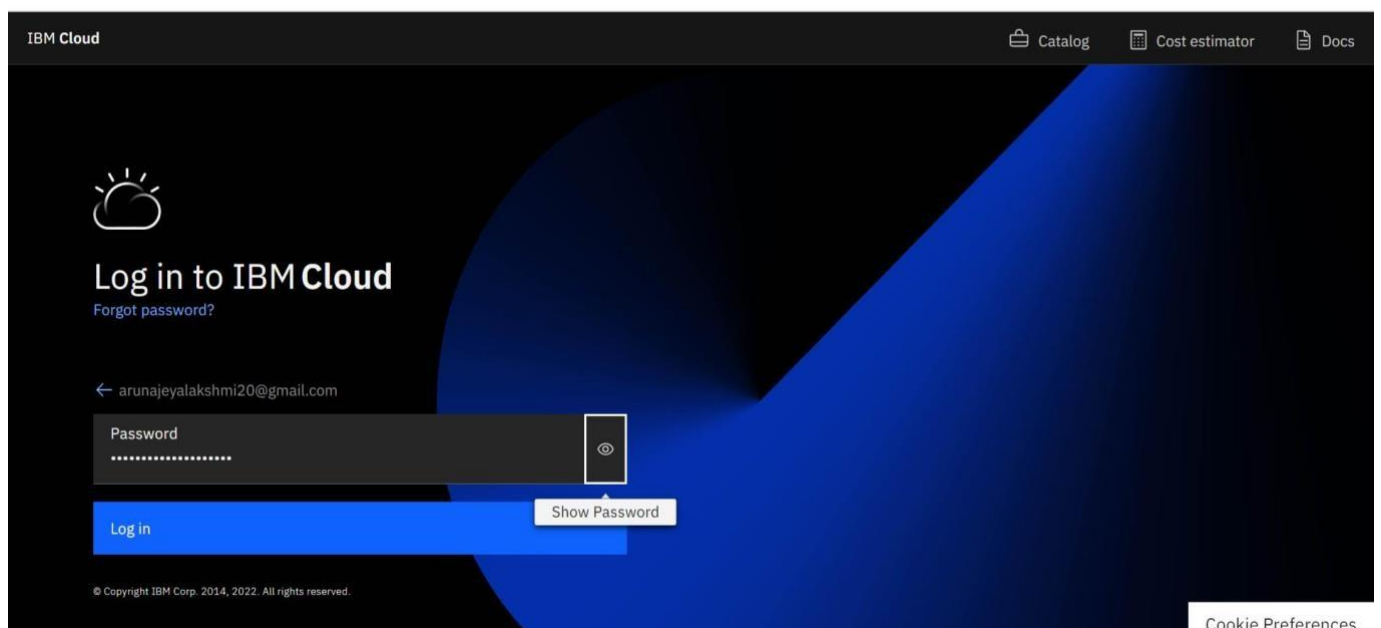 IBM Cloud Catalog Cost estimator Docs
Log in to IBM Cloud
Forgot password?
← arunajeyalakshmi20@gmail.com
Password
••••••••••••••••••••
Show Password
Log in
© Copyright IBM Corp. 2014, 2022. All rights reserved.
Cookie Preferences